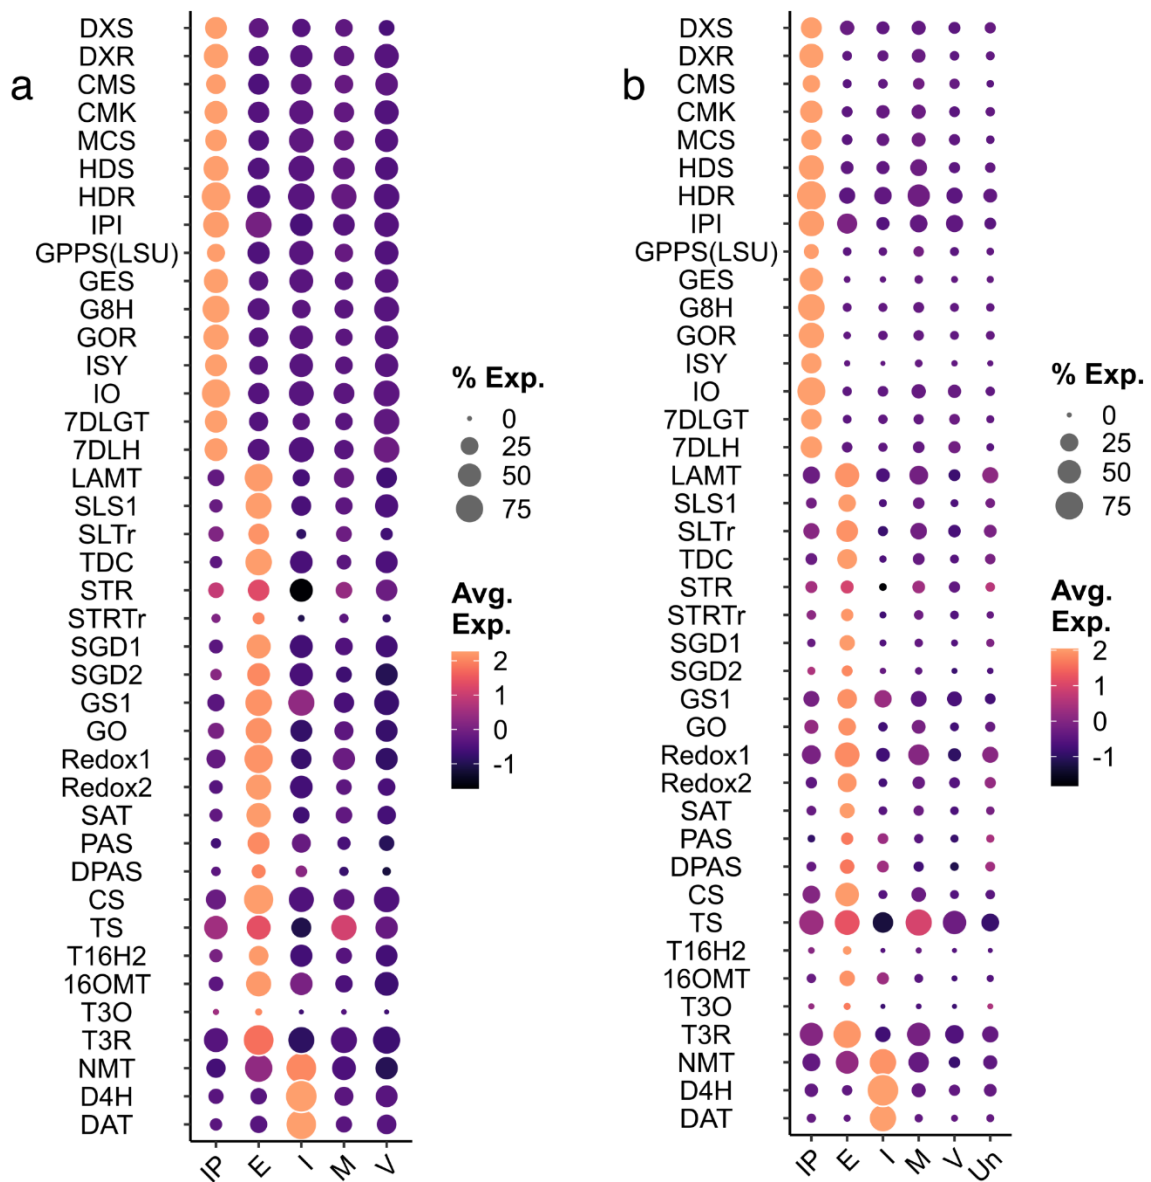 a
DXS
DXR
CMS
CMK
MCS
HDS
HDR
IPI
GPPS(LSU)
GES
G8H
GOR
ISY
IO
7DLGT
7DLH
LAMT
SLS1
SLTr
TDC
STR
STRTr
SGD1
SGD2
GS1
GO
Redox1
Redox2
SAT
PAS
DPAS
CS
TS
T16H2
16OMT
T3O
T3R
NMT
D4H
DAT
IP E I M V
% Exp.
0
25
50
75
Avg.
Exp.
2
1
0
-1
b
DXS
DXR
CMS
CMK
MCS
HDS
HDR
IPI
GPPS(LSU)
GES
G8H
GOR
ISY
IO
7DLGT
7DLH
LAMT
SLS1
SLTr
TDC
STR
STRTr
SGD1
SGD2
GS1
GO
Redox1
Redox2
SAT
PAS
DPAS
CS
TS
T16H2
16OMT
T3O
T3R
NMT
D4H
DAT
IP E I M V Un
% Exp.
0
25
50
75
Avg.
Exp.
2
1
0
-1